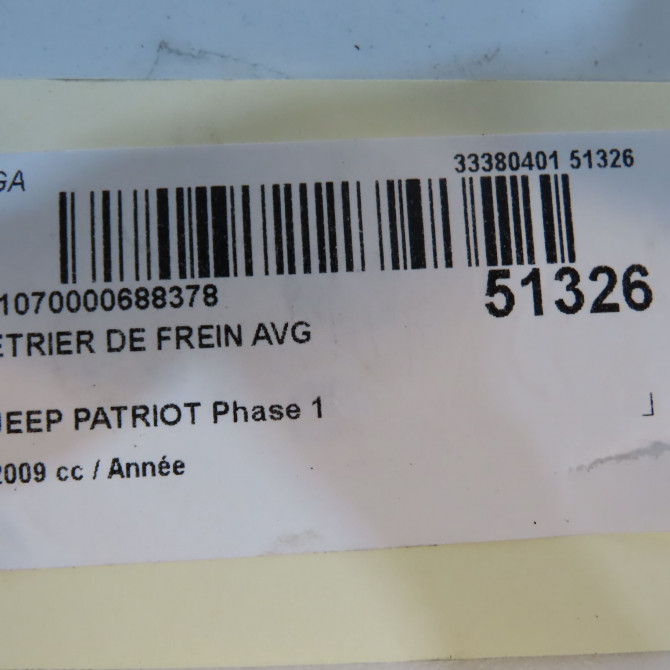 GA
33380401 51326
1070000688378
51326
ETRIER DE FREIN AVG
JEEP PATRIOT Phase 1
2009 cc / Année